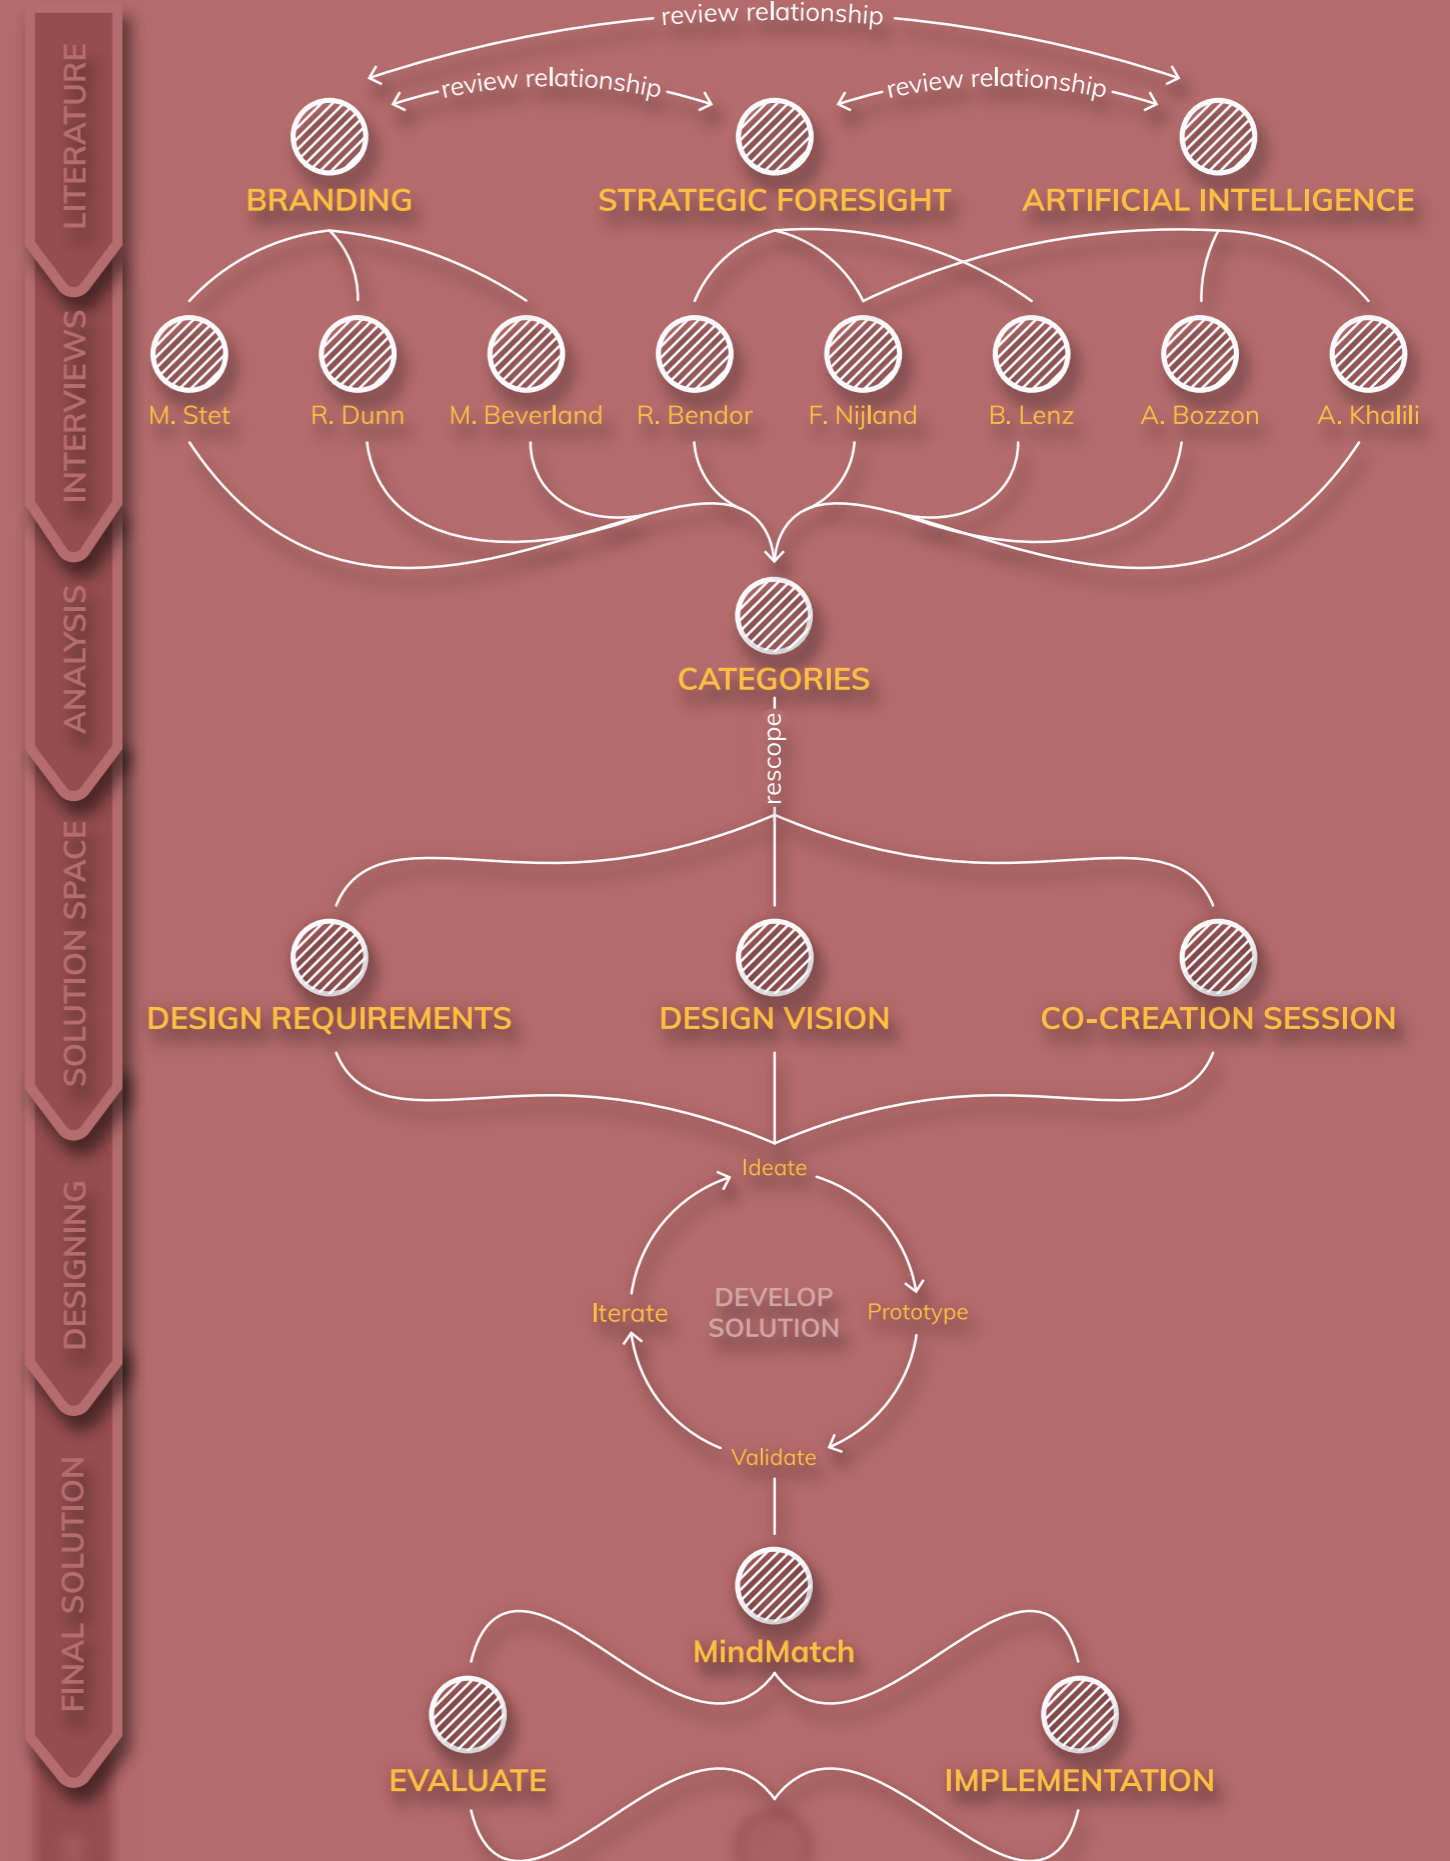 review relationship
review relationship
review relationship
LITERATURE
BRANDING
STRATEGIC FORESIGHT
ARTIFICIAL INTELLIGENCE
INTERVIEWS
M. Stet
R. Dunn
M. Beverland
R. Bendor
F. Nijland
B. Lenz
A. Bozzon
A. Khalili
ANALYSIS
CATEGORIES
rescope
SOLUTION SPACE
DESIGN REQUIREMENTS
DESIGN VISION
CO-CREATION SESSION
DESIGNING
Ideate
Iterate
DEVELOP
SOLUTION
Prototype
Validate
FINAL SOLUTION
MindMatch
EVALUATE
IMPLEMENTATION